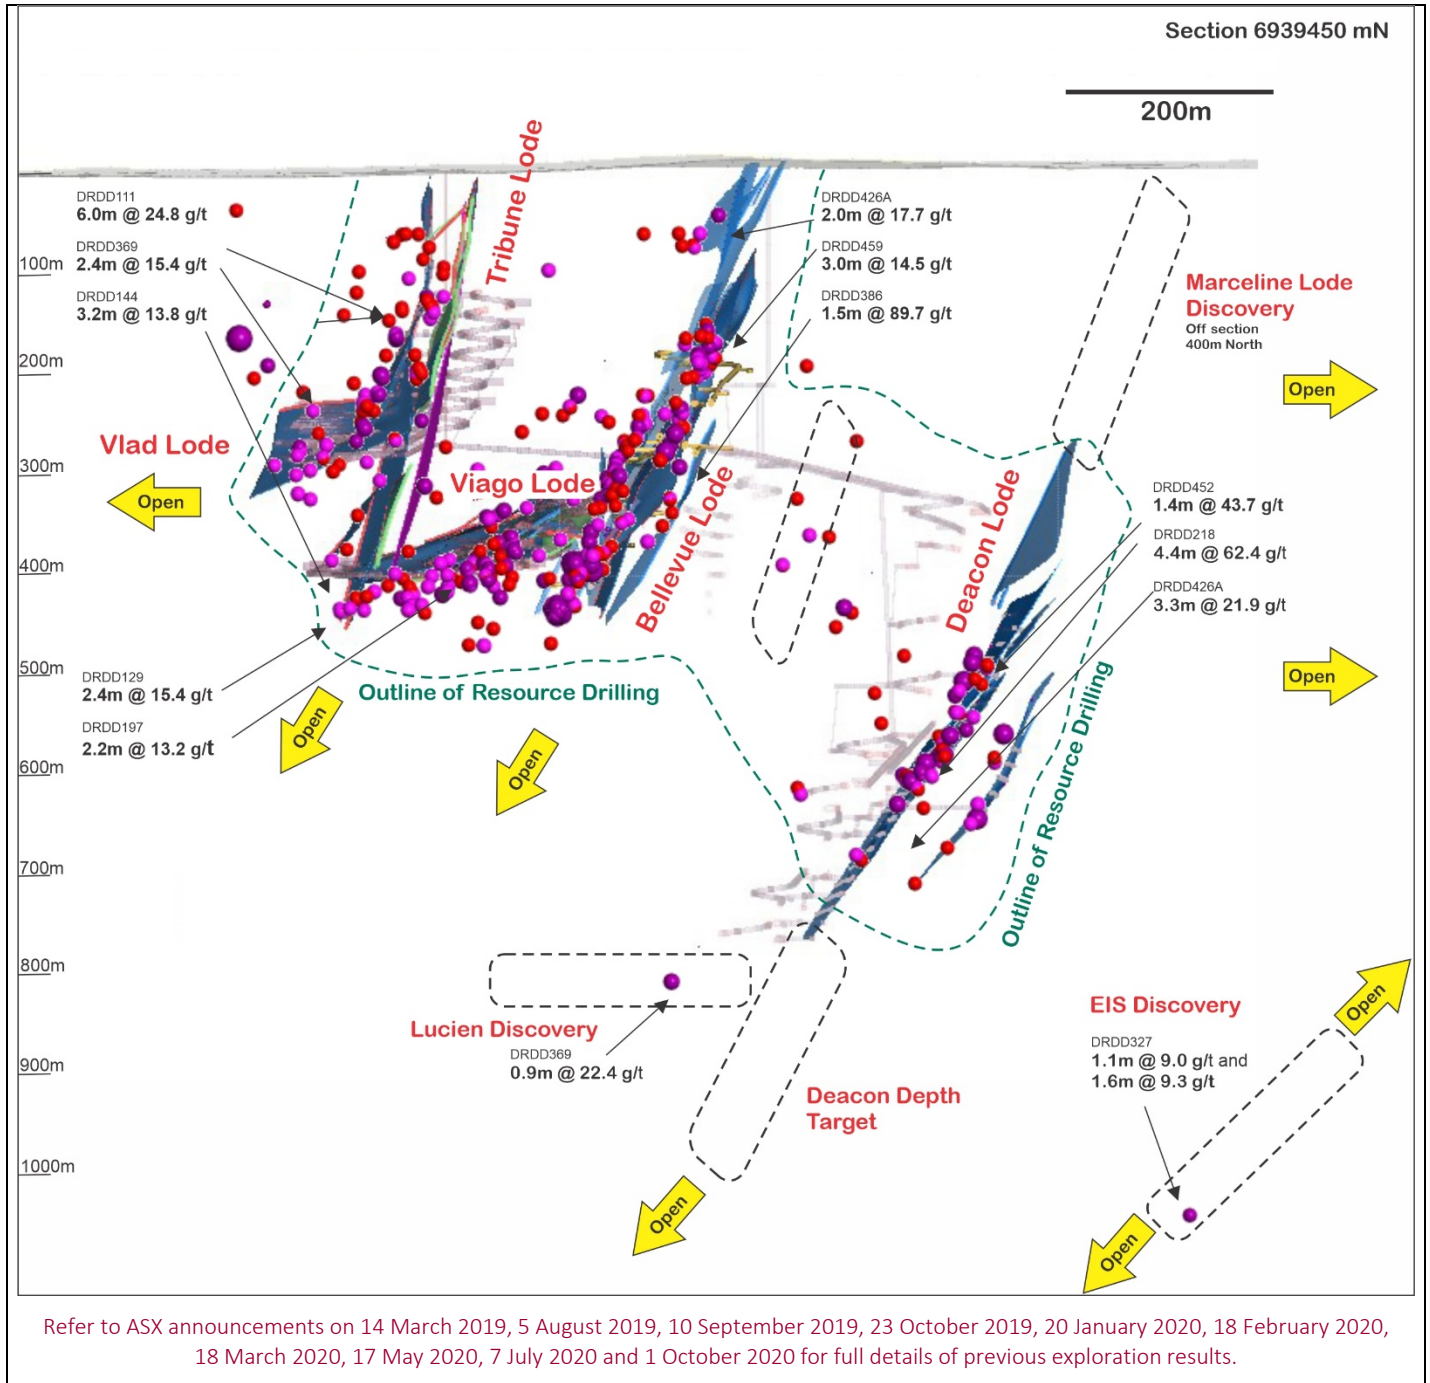 Section 6939450 mN
200m
Tribune Lode
DRDD111
6.0m @ 24.8 g/t
DRDD369
2.4m @ 15.4 g/t
DRDD144
3.2m @ 13.8 g/t
DRDD426A
2.0m @ 17.7 g/t
DRDD459
3.0m @ 14.5 g/t
DRDD386
1.5m @ 89.7 g/t
Marceline Lode
Discovery
Off section
400m North
100m
200m
300m
400m
500m
600m
700m
800m
900m
1000m
Open
Vlad Lode
Open
Viago Lode
Bellevue Lode
Deacon Lode
DRDD452
1.4m @ 43.7 g/t
DRDD218
4.4m @ 62.4 g/t
DRDD426A
3.3m @ 21.9 g/t
Open
DRDD129
2.4m @ 15.4 g/t
DRDD197
2.2m @ 13.2 g/t
Outline of Resource Drilling
Open
Open
Outline of Resource Drilling
Lucien Discovery
DRDD369
0.9m @ 22.4 g/t
Deacon Depth
Target
Open
EIS Discovery
DRDD327
1.1m @ 9.0 g/t and
1.6m @ 9.3 g/t
Open
Open
Refer to ASX announcements on 14 March 2019, 5 August 2019, 10 September 2019, 23 October 2019, 20 January 2020, 18 February 2020,
18 March 2020, 17 May 2020, 7 July 2020 and 1 October 2020 for full details of previous exploration results.